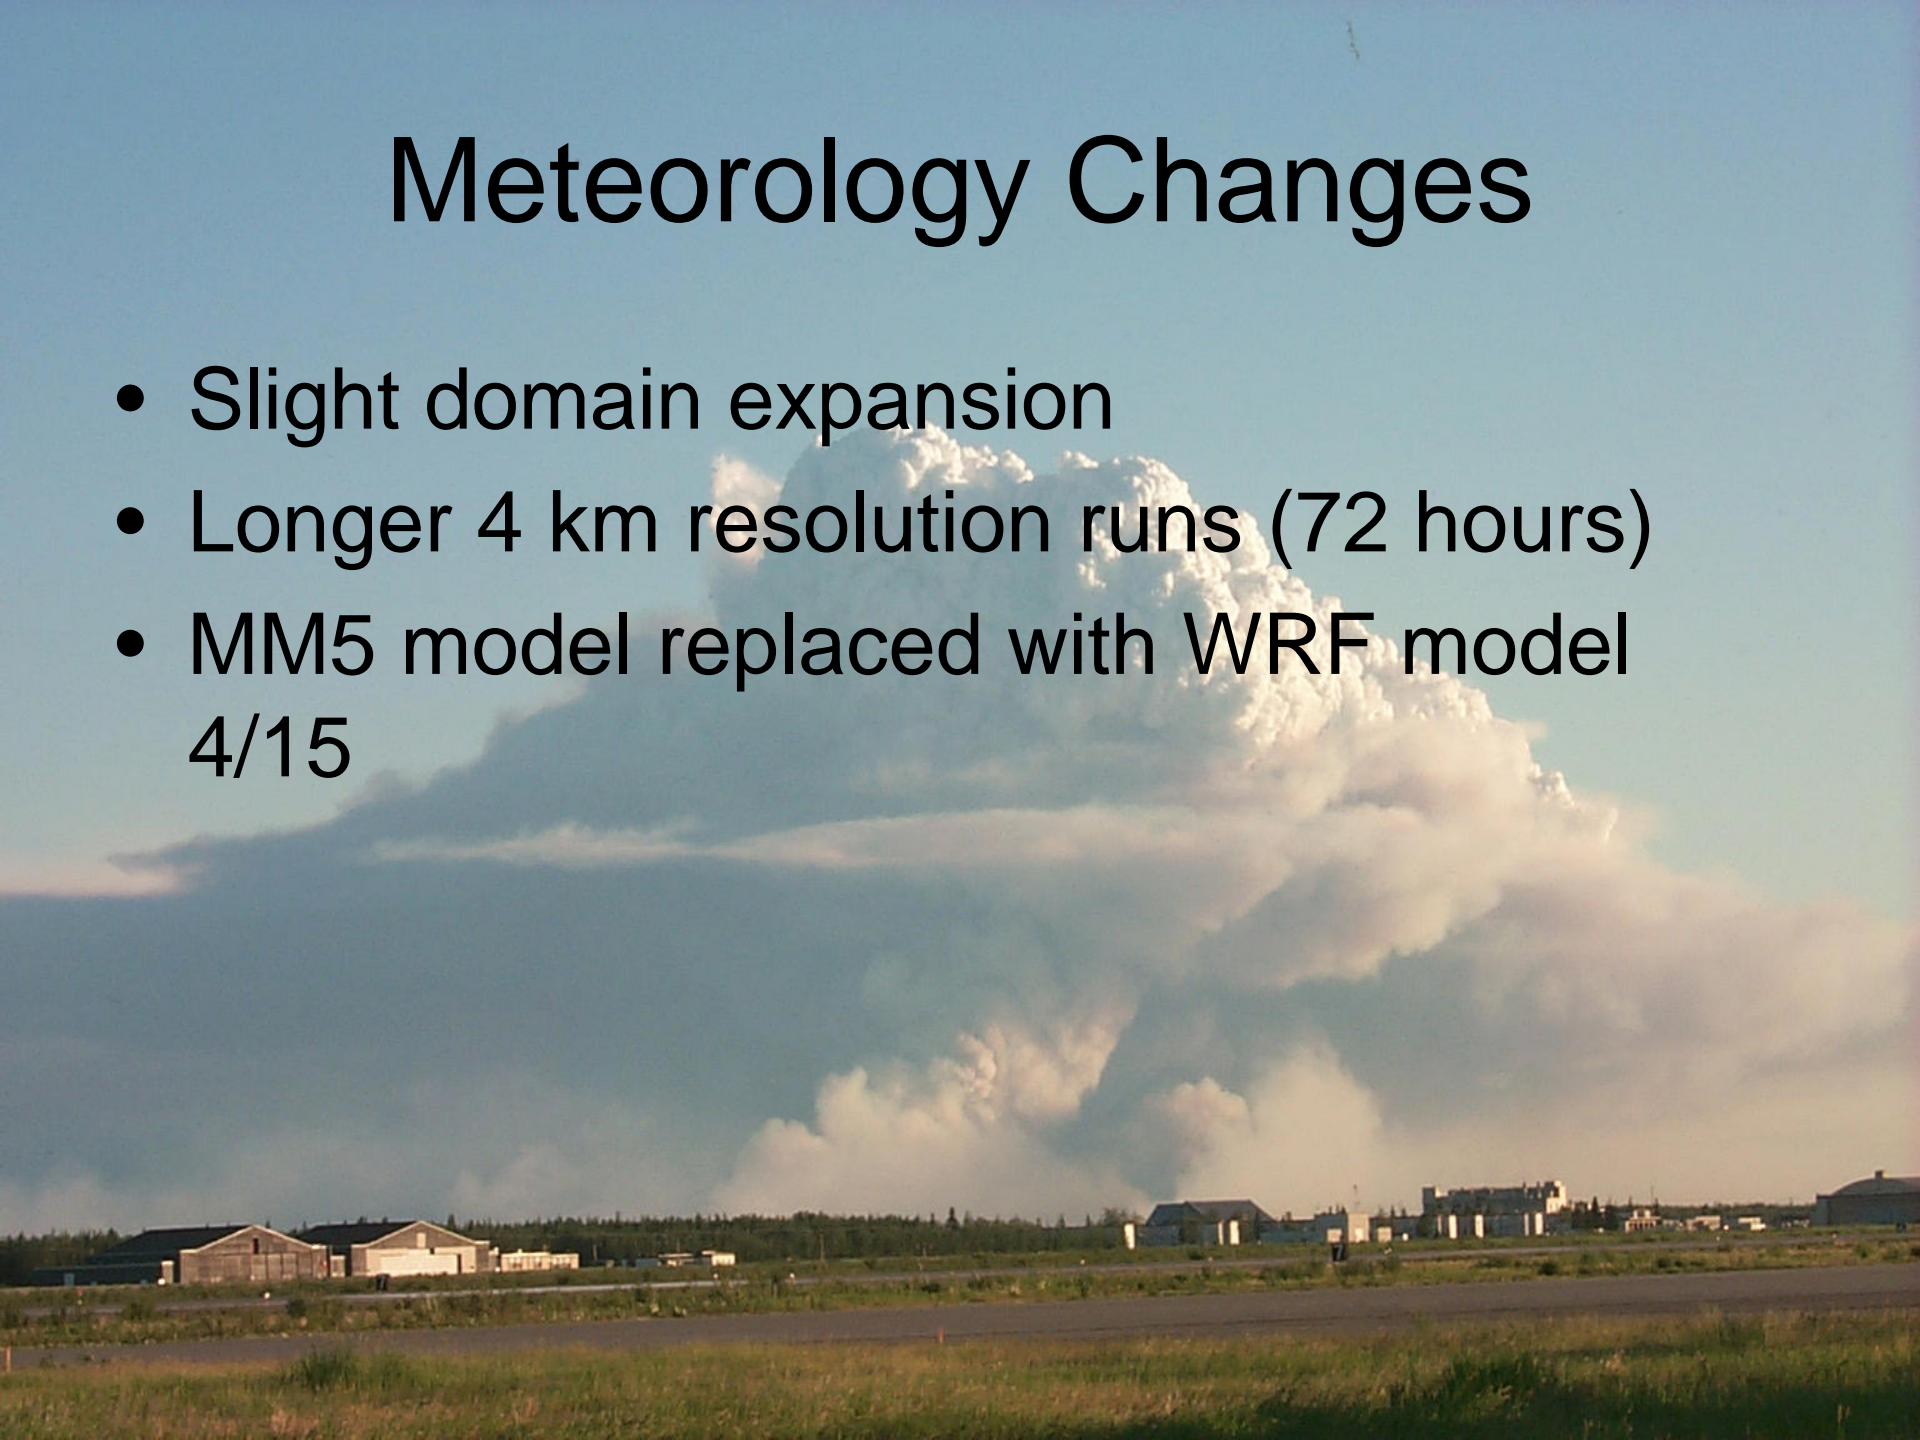 Meteorology Changes
• Slight domain expansion
• Longer 4 km resolution runs (72 hours)
• MM5 model replaced with WRF model
4/15